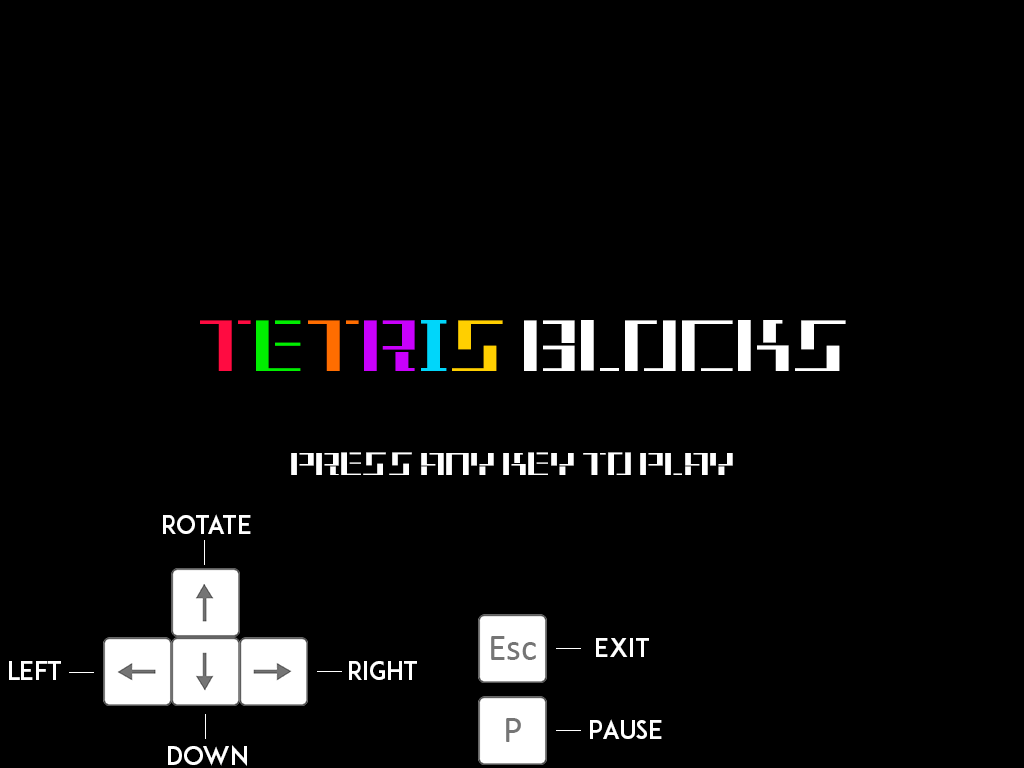 TETRIS BLOCKS
PRESS ANY KEY TO PLAY
ROTATE
LEFT
RIGHT
DOWN
Esc EXIT
P PAUSE